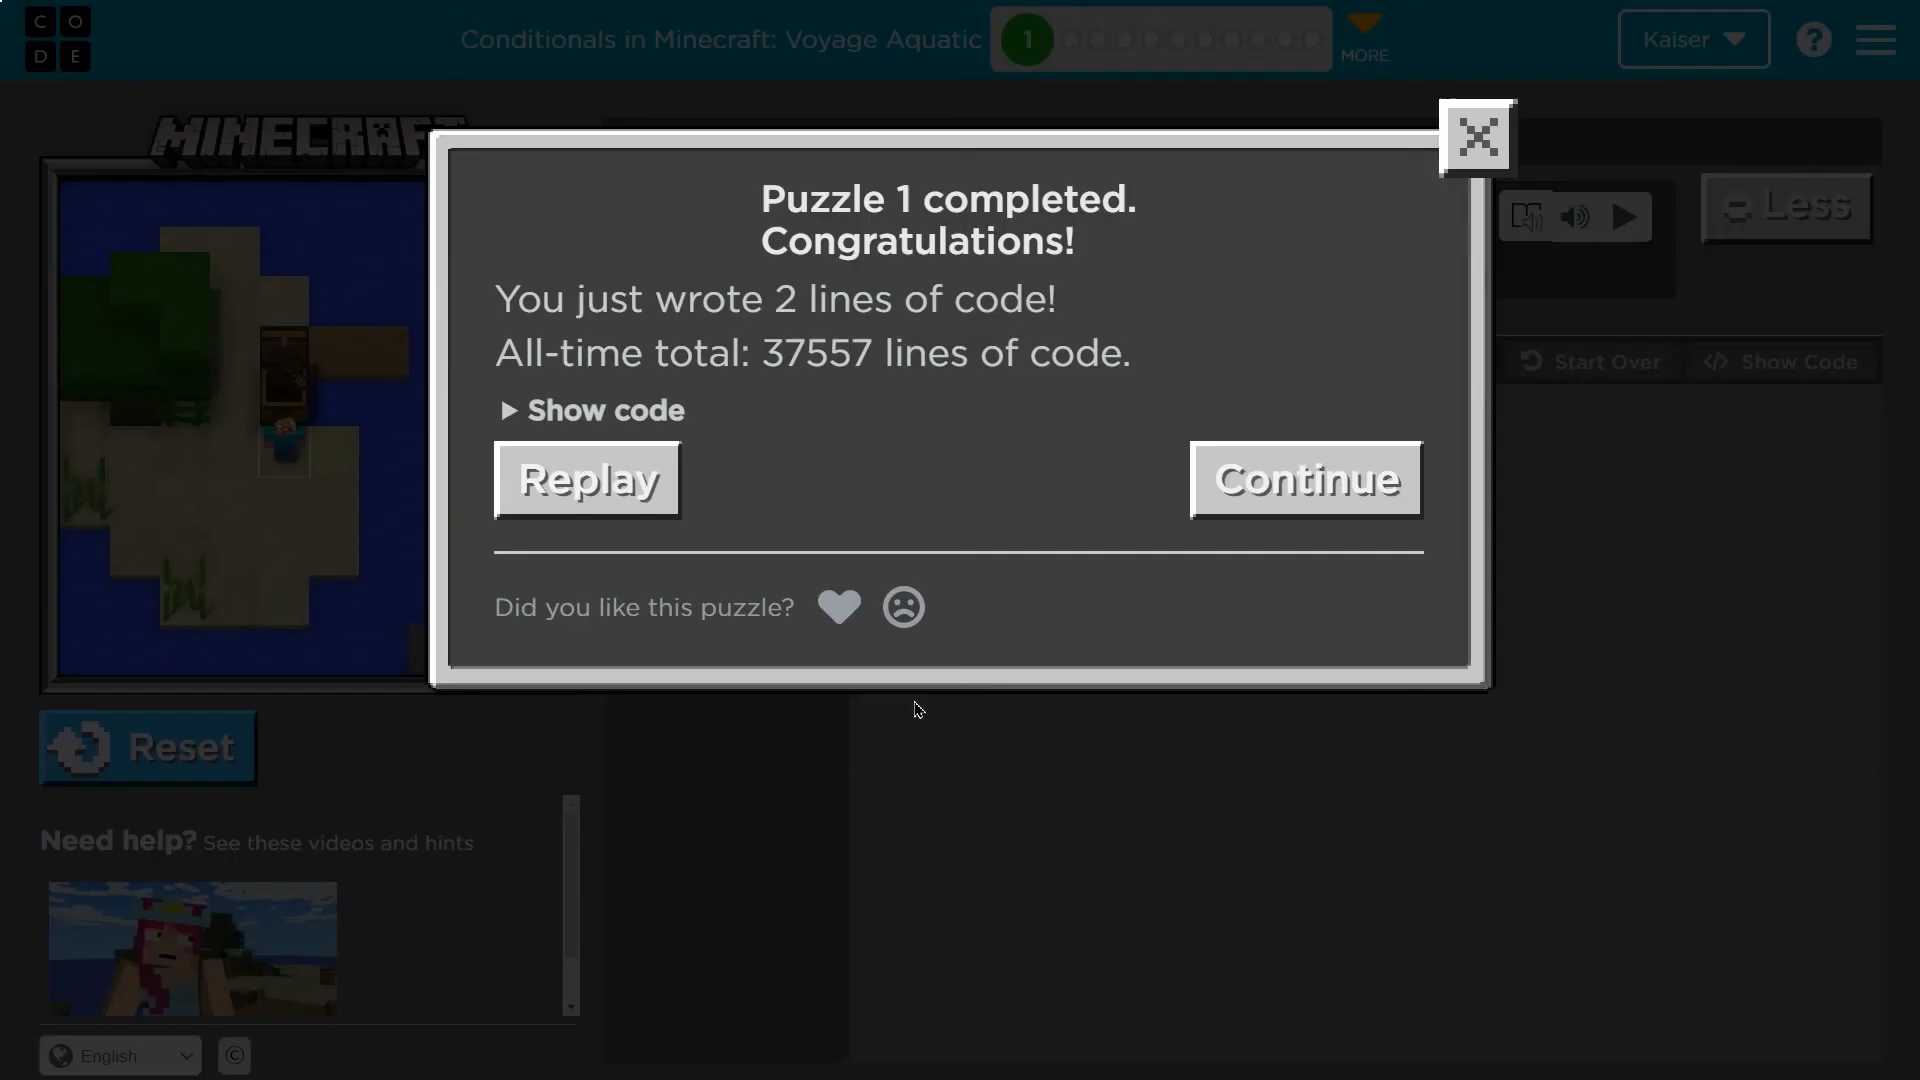 C O
D E
Conditionals in Minecraft: Voyage Aquatic
1
MORE
Kaiser
?
MINECRAFT
Puzzle 1 completed.
Congratulations!
You just wrote 2 lines of code!
All-time total: 37557 lines of code.
Show code
Replay
Continue
Did you like this puzzle?
Less
Start Over
Show Code
Reset
Need help? See these videos and hints
English
©